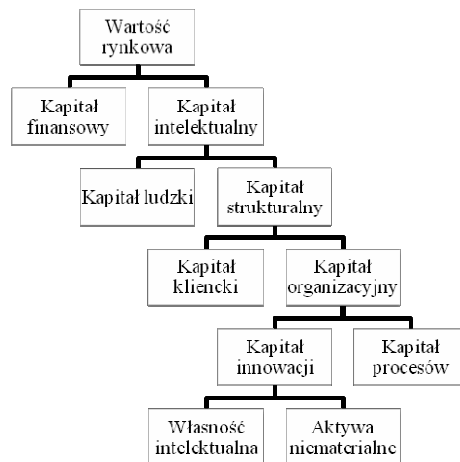 Wartość
rynkowa
Kapitał
finansowy
Kapitał
intelektualny
Kapitał ludzki
Kapitał
strukturalny
Kapitał
kliencki
Kapitał
organizacyjny
Kapitał
innowacji
Kapitał
procesów
Własność
intelektualna
Aktywa
niematerialne